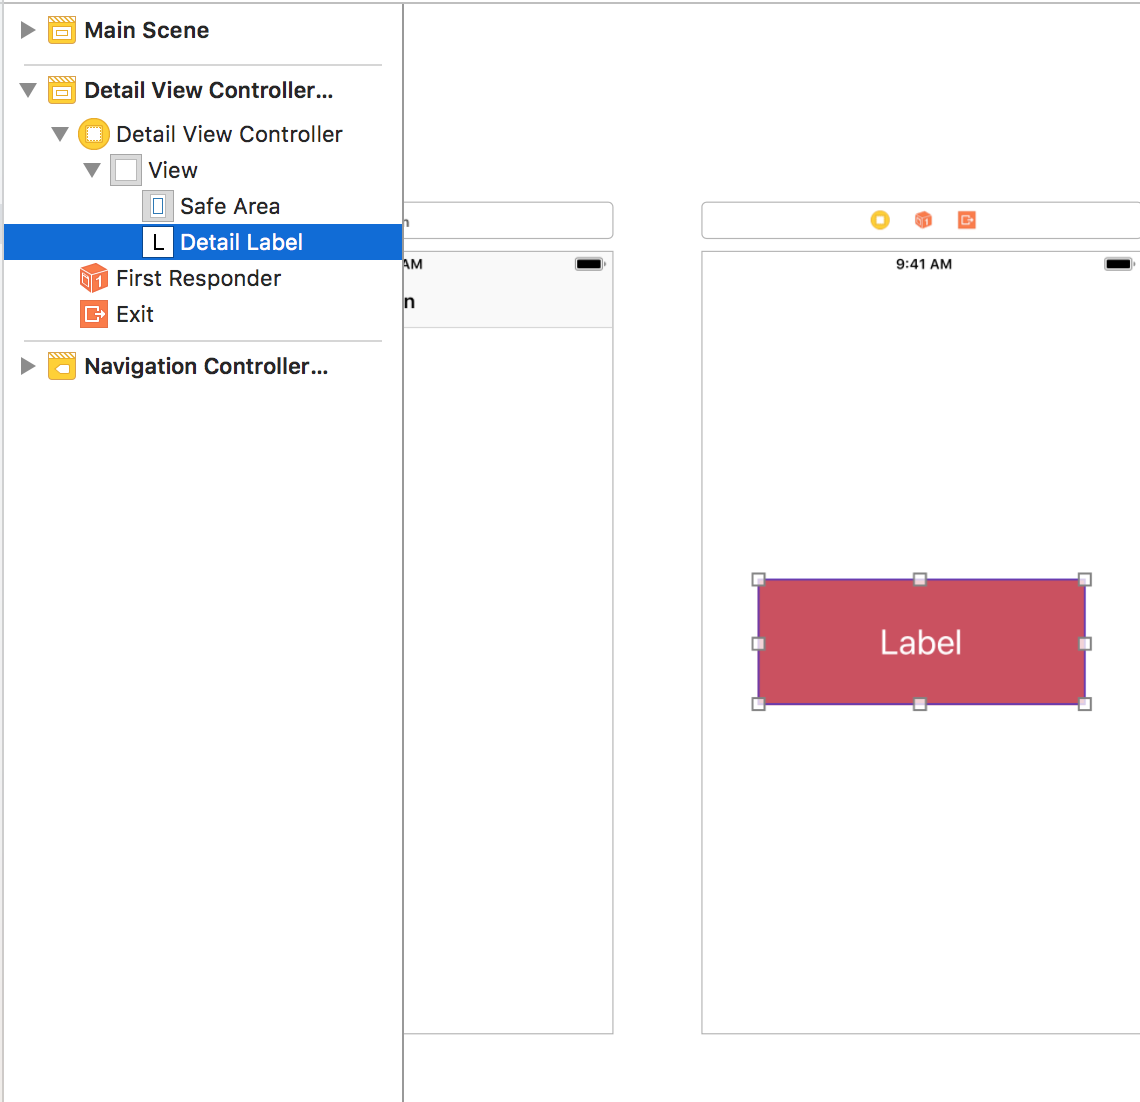 Main Scene
Detail View Controller...
Detail View Controller
View
Safe Area
L Detail Label
First Responder
Exit
Navigation Controller...
n
AM
n
9:41 AM
Label